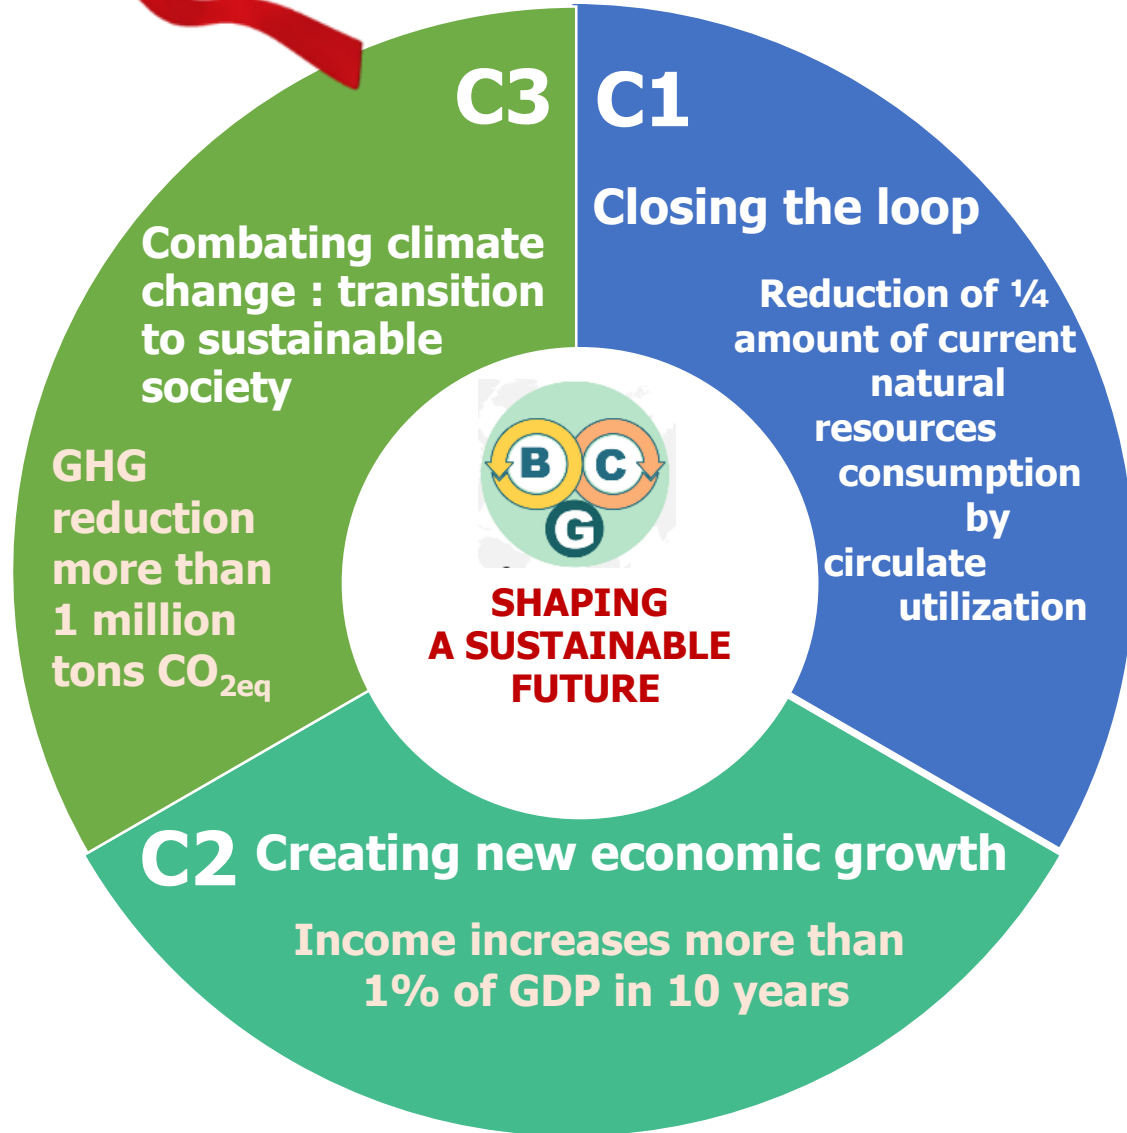 C1
Closing the loop
Reduction of ¼
amount of current
natural
resources
consumption
by
circulate
utilization
C2 Creating new economic growth
Income increases more than
1% of GDP in 10 years
C3
Combating climate
change : transition
to sustainable
society
GHG
reduction
more than
1 million
tons CO2eq
B C
G
SHAPING
A SUSTAINABLE
FUTURE